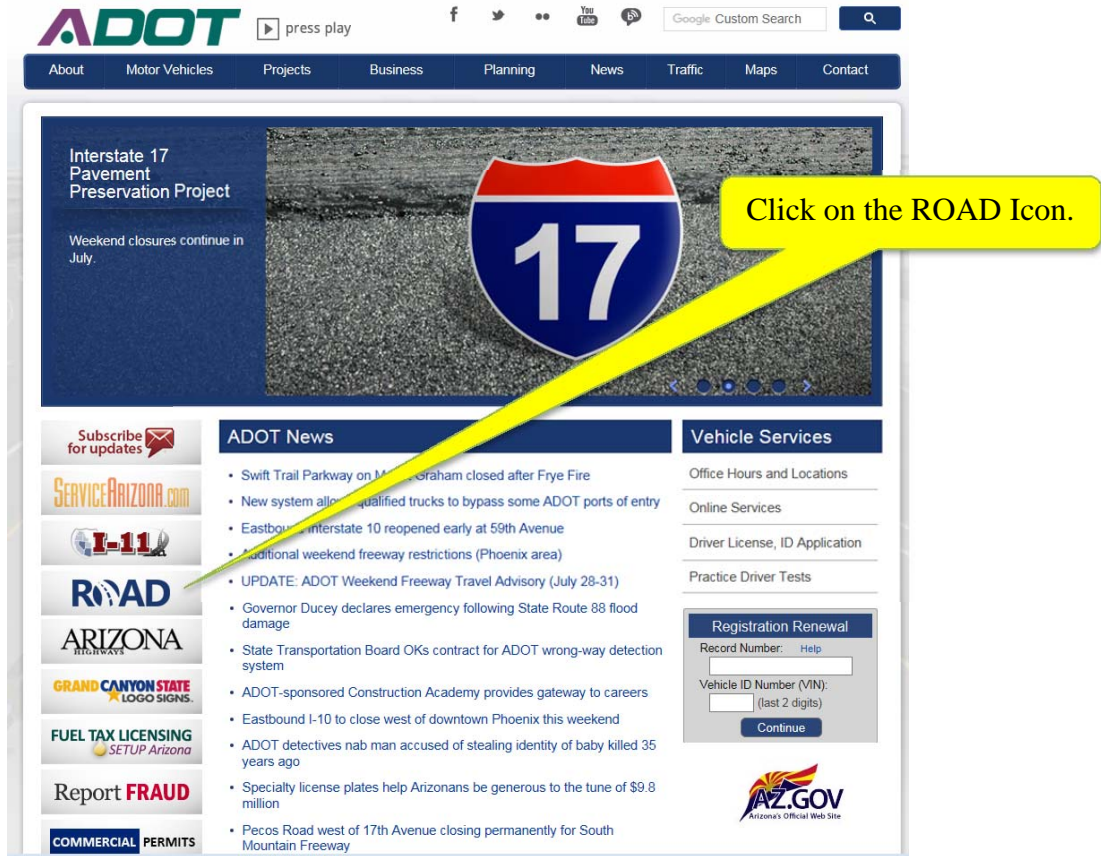 ADOT press play
f You Tube b Google Custom Search
About Motor Vehicles Projects Business Planning News Traffic Maps Contact
Interstate 17
Pavement
Preservation Project
Weekend closures continue in
July.
17
Click on the ROAD Icon.
Subscribe
for updates
SERVICEARIZONA.COM
I-11
ROAD
ARIZONA
HIGHWAYS
GRAND CANYON STATE
LOGO SIGNS.
FUEL TAX LICENSING
SETUP Arizona
Report FRAUD
COMMERCIAL PERMITS
ADOT News
• Swift Trail Parkway on Graham closed after Frye Fire
• New system qualified trucks to bypass some ADOT ports of entry
• Eastbound Interstate 10 reopened early at 59th Avenue
• Additional weekend freeway restrictions (Phoenix area)
• UPDATE: ADOT Weekend Freeway Travel Advisory (July 28-31)
• Governor Ducey declares emergency following State Route 88 flood
damage
• State Transportation Board OKs contract for ADOT wrong-way detection
system
• ADOT-sponsored Construction Academy provides gateway to careers
• Eastbound I-10 to close west of downtown Phoenix this weekend
• ADOT detectives nab man accused of stealing identity of baby killed 35
years ago
• Specialty license plates help Arizonans be generous to the tune of $9.8
million
• Pecos Road west of 17th Avenue closing permanently for South
Mountain Freeway
Vehicle Services
Office Hours and Locations
Online Services
Driver License, ID Application
Practice Driver Tests
Registration Renewal
Record Number: Help
Vehicle ID Number (VIN):
(last 2 digits)
Continue
AZ.GOV
Arizona's Official Web Site